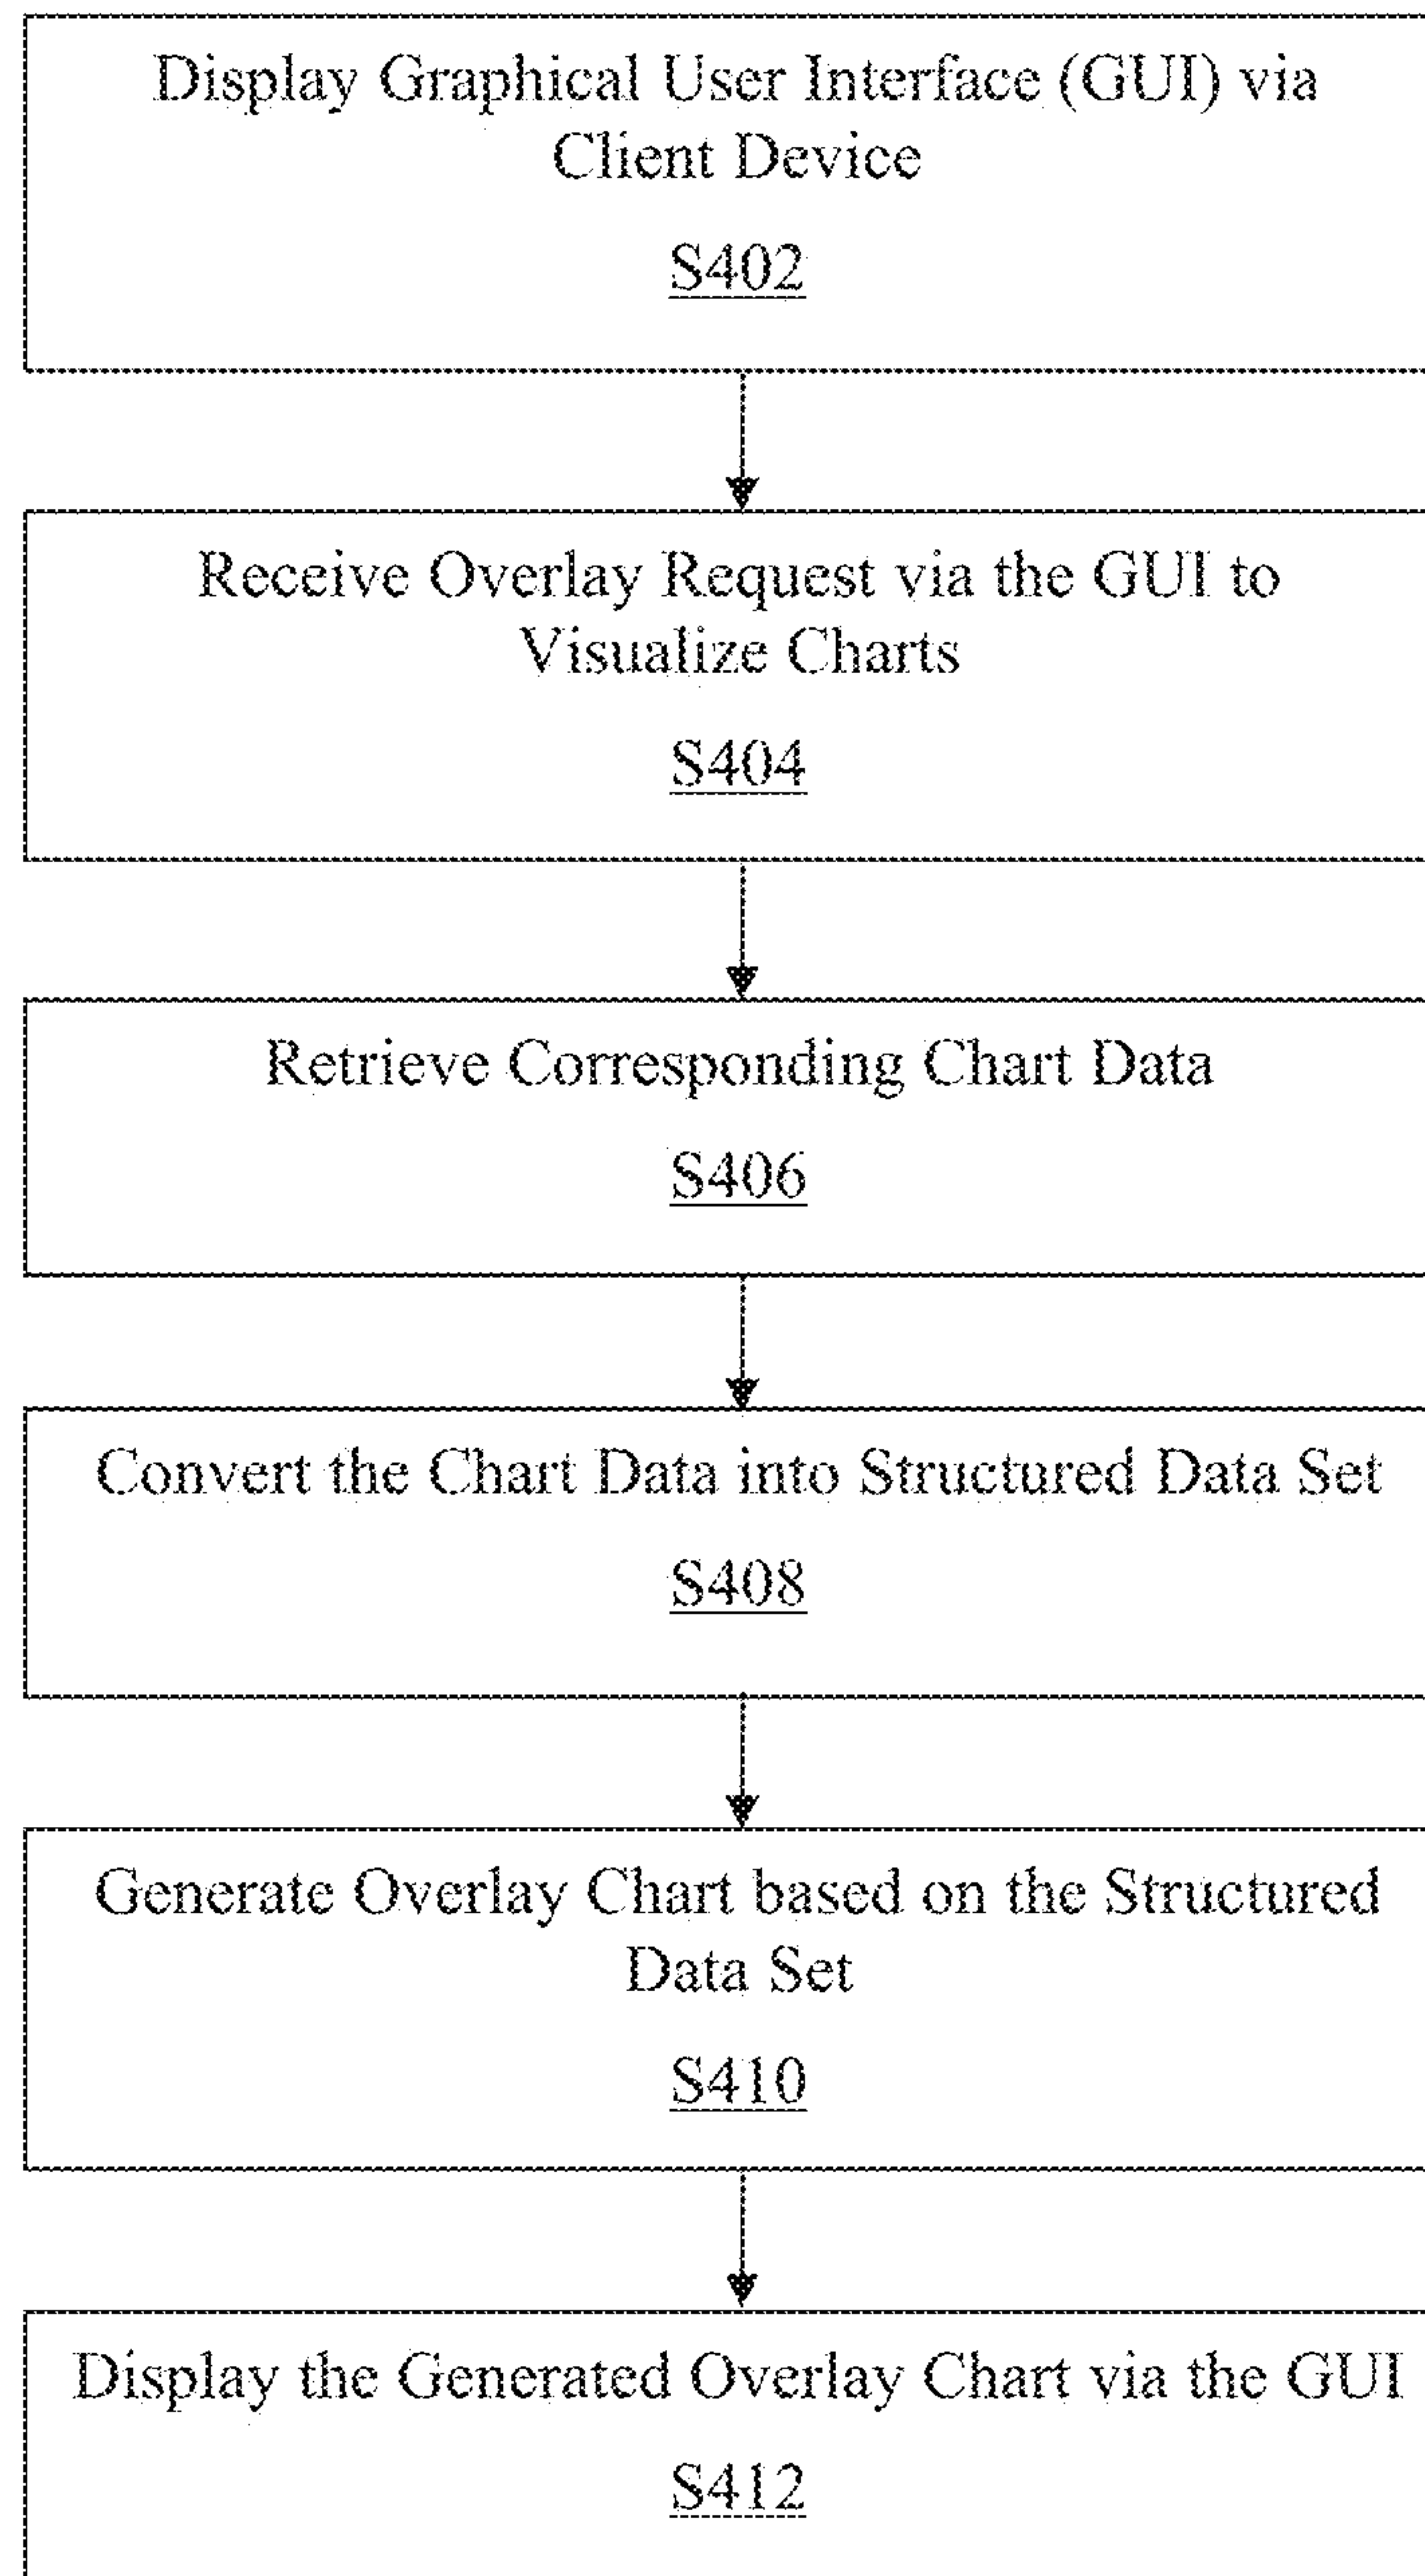 Display Graphical User Interface (GUI) via
Client Device
S402
Receive Overlay Request via the GUI to
Visualize Charts
S404
Retrieve Corresponding Chart Data
S406
Convert the Chart Data into Structured Data Set
S408
Generate Overlay Chart based on the Structured
Data Set
S410
Display the Generated Overlay Chart via the GUI
S412